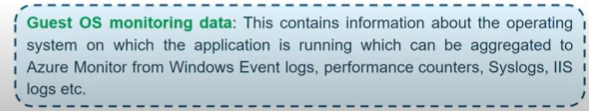 Guest OS monitoring data: This contains information about the operating
system on which the application is running which can be aggregated to
Azure Monitor from Windows Event logs, performance counters, Syslogs, IIS
logs etc.